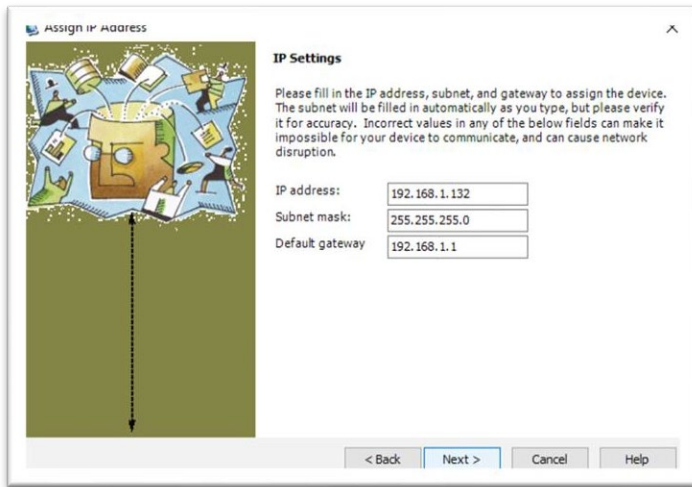 Assign IP Address
IP Settings
Please fill in the IP address, subnet, and gateway to assign the device.
The subnet will be filled in automatically as you type, but please verify
it for accuracy. Incorrect values in any of the below fields can make it
impossible for your device to communicate, and can cause network
disruption.
IP address: 192.168.1.132
Subnet mask: 255.255.255.0
Default gateway 192.168.1.1
< Back Next > Cancel Help